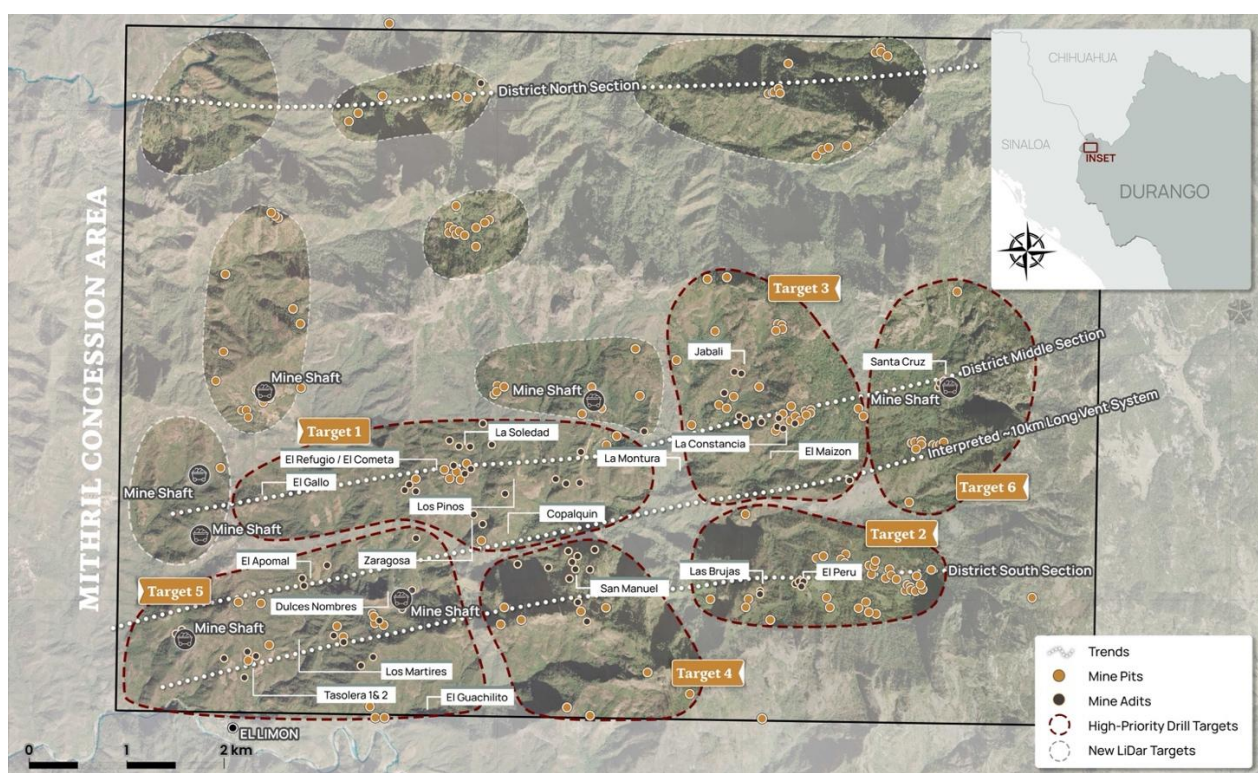 MITHRIL CONCESSION AREA
District North Section
CHIHUAHUA
SINALOA
INSET
DURANGO
Target 3
Jabali
Santa Cruz
District Middle Section
Mine Shaft
Mine Shaft
Mine Shaft
Interpreted ~10km Long Vent System
Target 1
La Soledad
La Constancia
El Refugio / El Cometa
La Montura
El Maizon
El Gallo
Mine Shaft
Target 6
Los Pinos
Copalquin
Mine Shaft
Target 2
El Apomal
Zaragosa
Las Brujas
El Peru
District South Section
San Manuel
Target 5
Dulces Nombres
Mine Shaft
Mine Shaft
Los Martires
Target 4
Tasolera 1& 2
El Guachilito
EL LIMON
0
1
2 km
Trends
Mine Pits
Mine Adits
High-Priority Drill Targets
New LiDar Targets